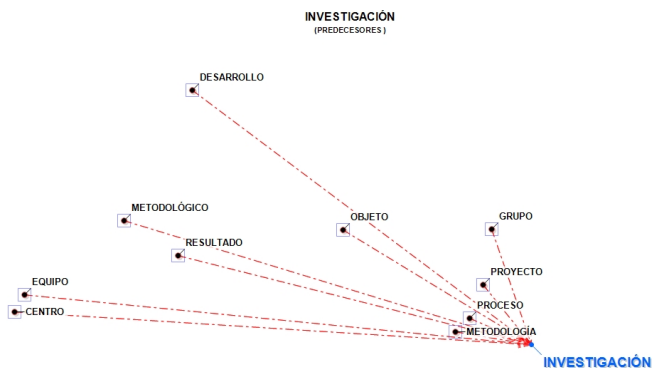 INVESTIGACIÓN
(PREDECESORES )
DESARROLLO
METODOLÓGICO
OBJETO
GRUPO
RESULTADO
PROYECTO
EQUIPO
PROCESO
CENTRO
METODOLOGÍA
INVESTIGACIÓN